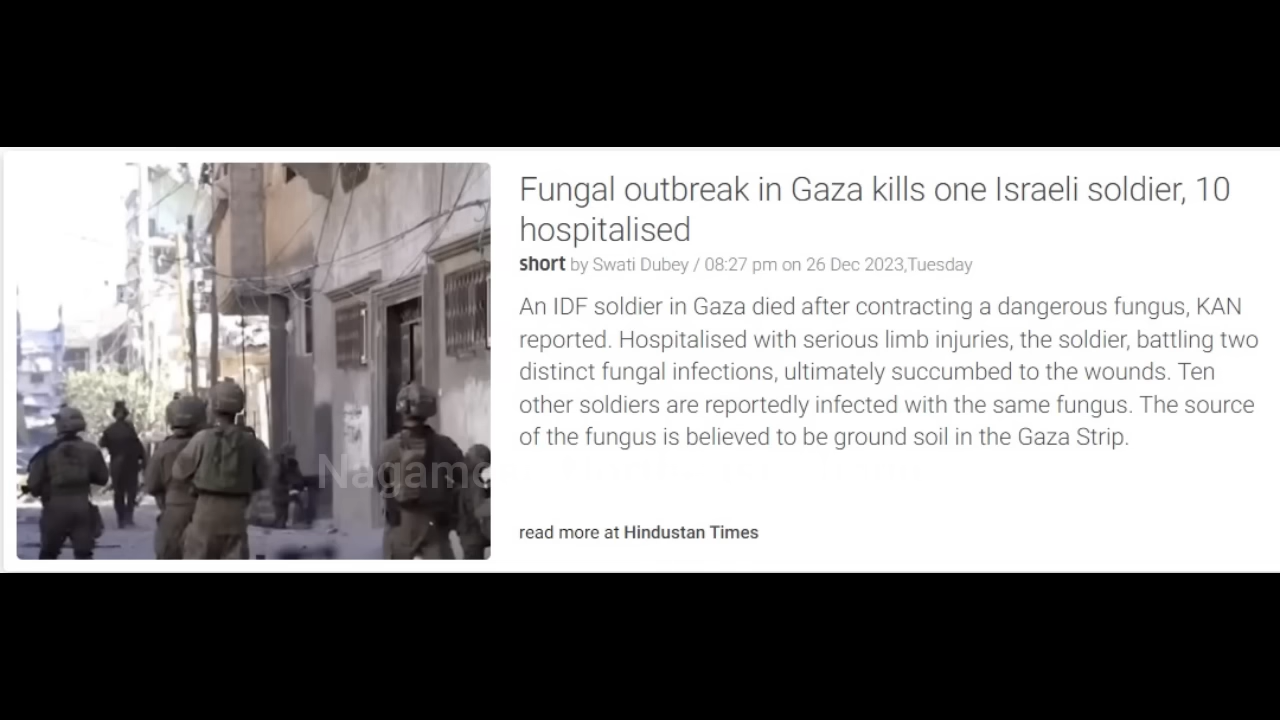 Fungal outbreak in Gaza kills one Israeli soldier, 10
hospitalised
short by Swati Dubey / 08:27 pm on 26 Dec 2023,Tuesday
An IDF soldier in Gaza died after contracting a dangerous fungus, KAN
reported. Hospitalised with serious limb injuries, the soldier, battling two
distinct fungal infections, ultimately succumbed to the wounds. Ten
other soldiers are reportedly infected with the same fungus. The source
of the fungus is believed to be ground soil in the Gaza Strip.
read more at Hindustan Times